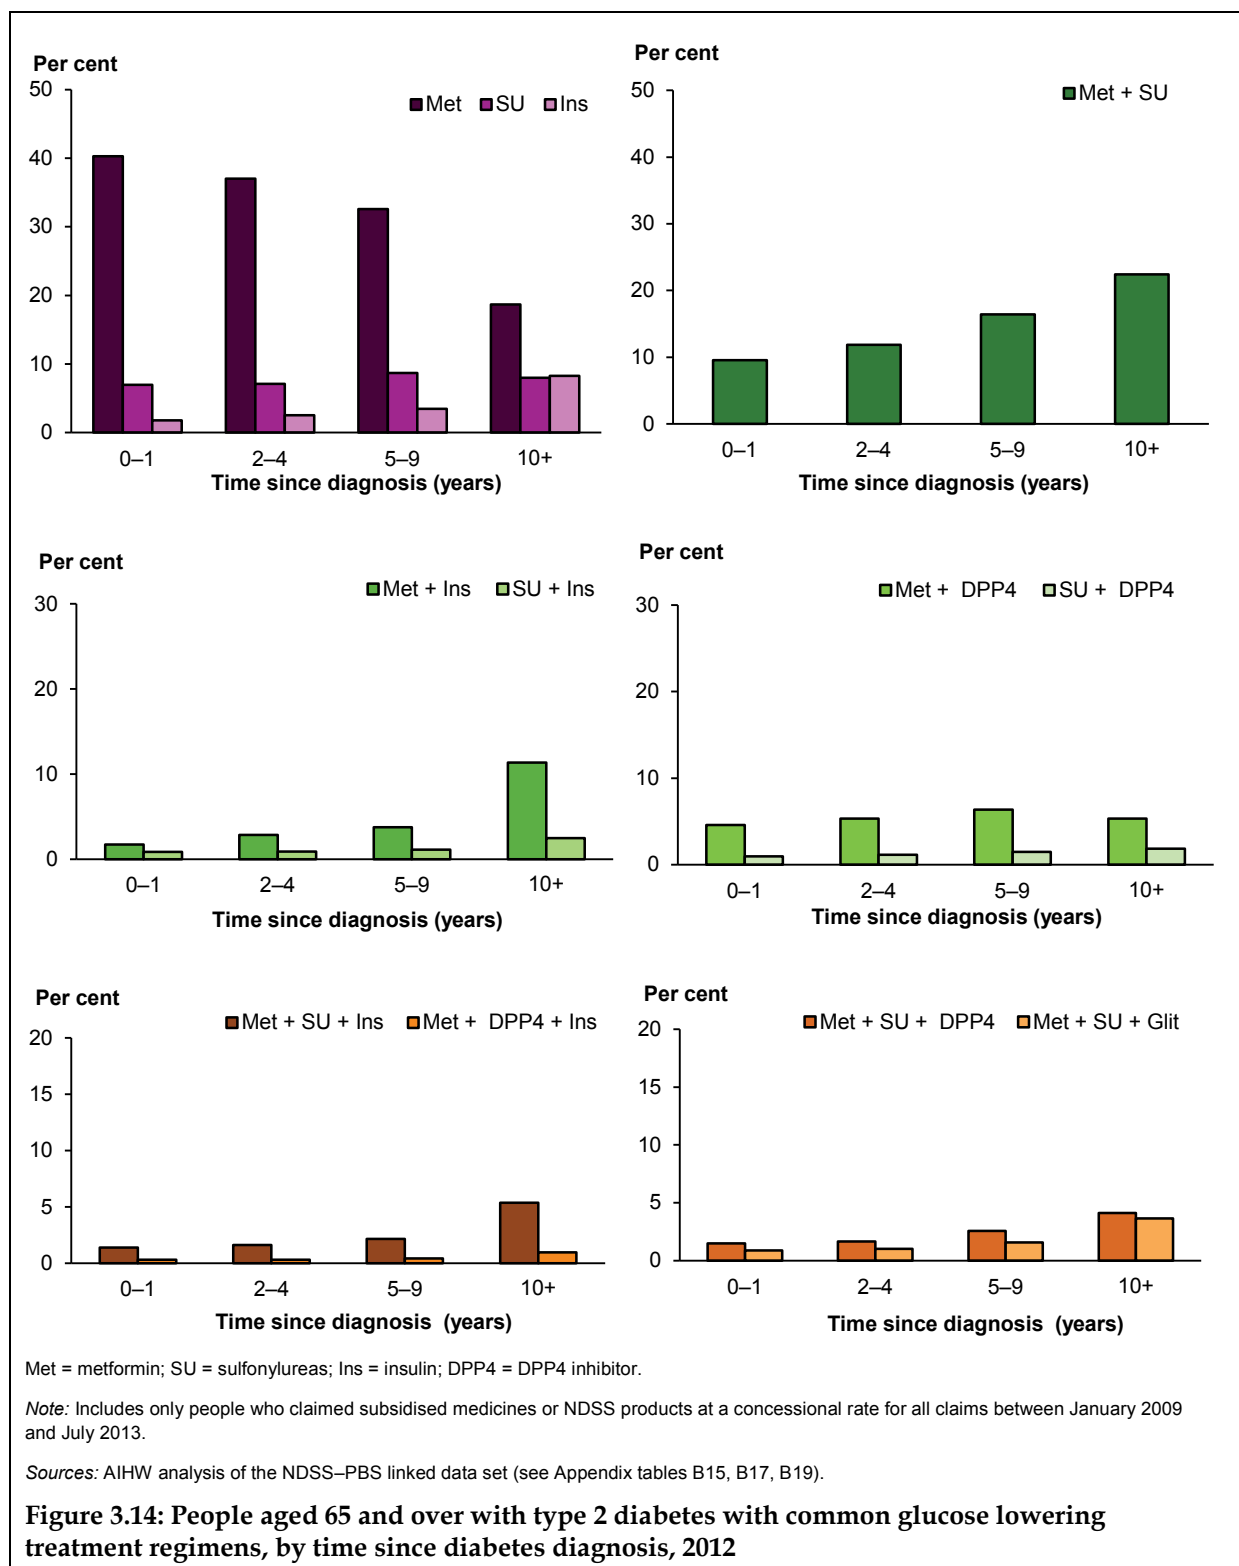 Per cent
50
40
30
20
10
0
Met SU Ins
0–1 2–4 5–9 10+
Time since diagnosis (years)
Per cent
50
40
30
20
10
0
Met + SU
0–1 2–4 5–9 10+
Time since diagnosis (years)
Per cent
30
20
10
0
Met + Ins SU + Ins
0–1 2–4 5–9 10+
Time since diagnosis (years)
Per cent
30
20
10
0
Met + DPP4 SU + DPP4
0–1 2–4 5–9 10+
Time since diagnosis (years)
Per cent
20
15
10
5
0
Met + SU + Ins Met + DPP4 + Ins
0–1 2–4 5–9 10+
Time since diagnosis (years)
Per cent
20
15
10
5
0
Met + SU + DPP4 Met + SU + Glit
0–1 2–4 5–9 10+
Time since diagnosis (years)
Met = metformin; SU = sulfonylureas; Ins = insulin; DPP4 = DPP4 inhibitor.
Note: Includes only people who claimed subsidised medicines or NDSS products at a concessional rate for all claims between January 2009
and July 2013.
Sources: AIHW analysis of the NDSS–PBS linked data set (see Appendix tables B15, B17, B19).
Figure 3.14: People aged 65 and over with type 2 diabetes with common glucose lowering
treatment regimens, by time since diabetes diagnosis, 2012